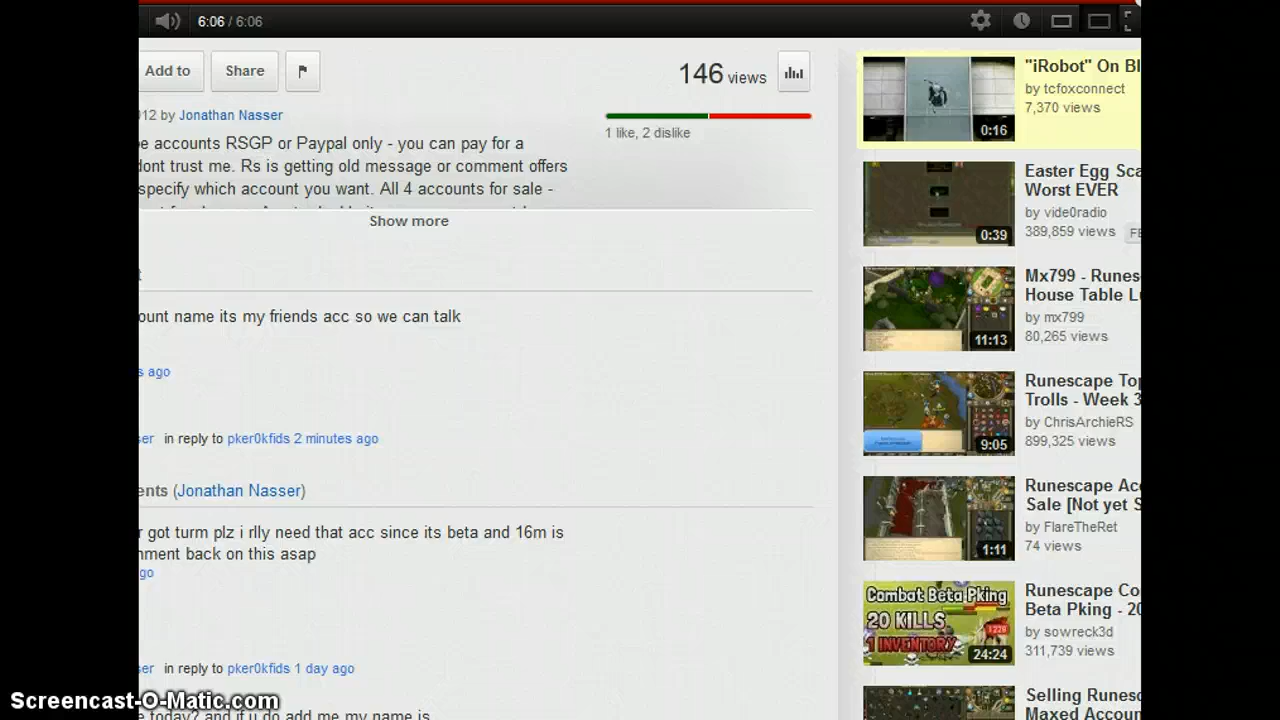 6:06 / 6:06
Add to
Share
146 views
12 by Jonathan Nasser
1 like, 2 dislike
accounts RSGP or Paypal only - you can pay for a
dont trust me. Rs is getting old message or comment offers
specify which account you want. All 4 accounts for sale -
Show more
ount name its my friends acc so we can talk
s ago
ser in reply to pker0kfids 2 minutes ago
ents (Jonathan Nasser)
r got turm plz i rlly need that acc since its beta and 16m is
nment back on this asap
go
ser in reply to pker0kfids 1 day ago
e today? and if u do add me my name is
"iRobot" On Bl
by tcfoxconnect
7,370 views
0:16
Easter Egg Sca
Worst EVER
by vide0radio
389,859 views
FE
0:39
Mx799 - Runes
House Table Lu
by mx799
80,265 views
11:13
Runescape Top
Trolls - Week 3
by ChrisArchieRS
899,325 views
9:05
Runescape Acc
Sale [Not yet S
by FlareTheRet
74 views
1:11
Runescape Co
Beta Pking - 20
by sowreck3d
311,739 views
Combat Beta Pking
20 KILLS
1 INVENTORY
24:24
Selling Runesc
Maxed Accoun
Screencast-O-Matic.com